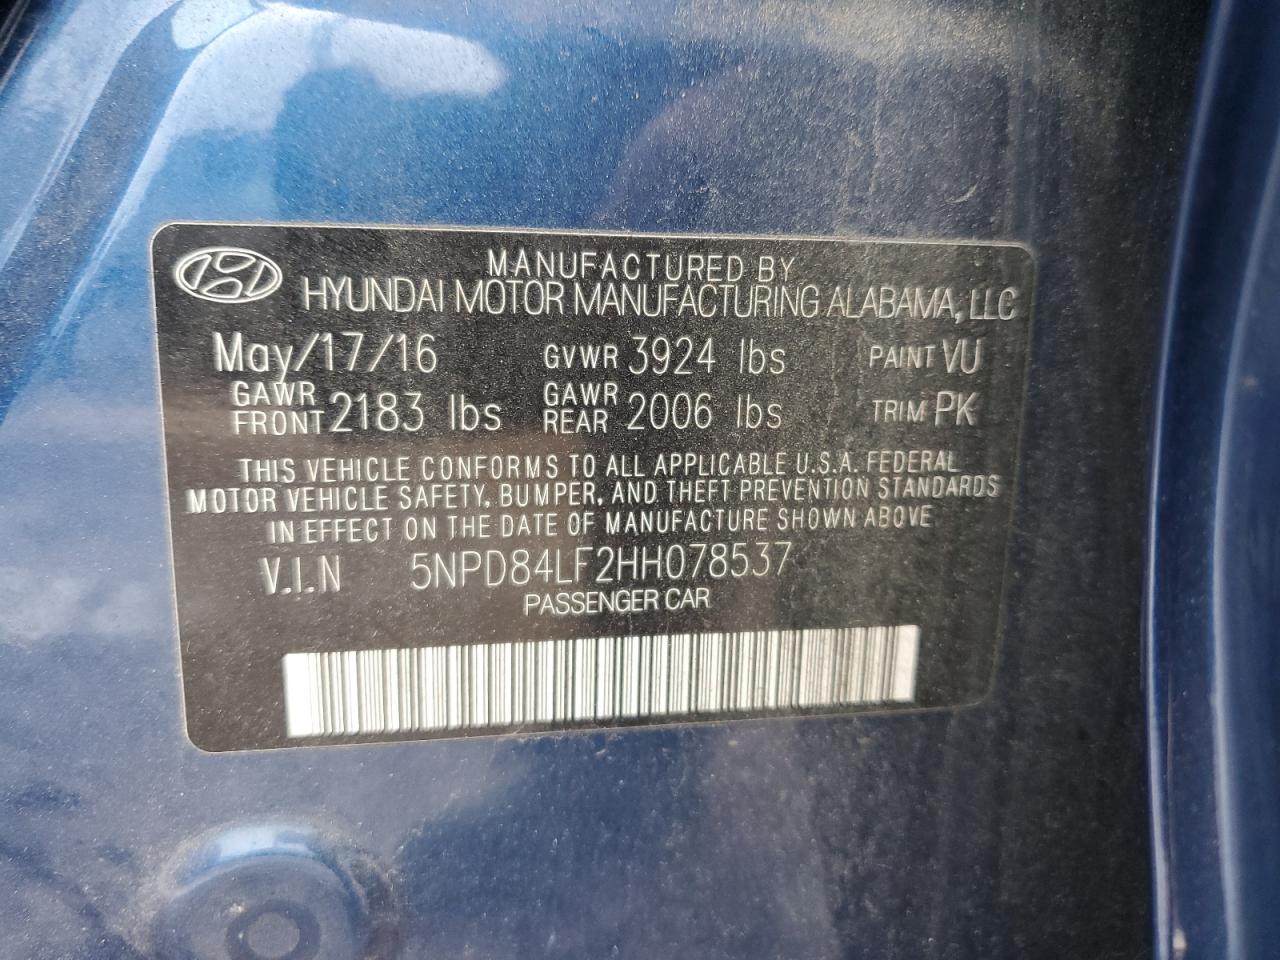 MANUFACTURED BY
HYUNDAI MOTOR MANUFACTURING ALABAMA, LLC
May/17/16 GVWR 3924 lbs PAINT VU
GAWR FRONT 2183 lbs GAWR REAR 2006 lbs TRIM PK
THIS VEHICLE CONFORMS TO ALL APPLICABLE U.S.A. FEDERAL
MOTOR VEHICLE SAFETY, BUMPER, AND THEFT PREVENTION STANDARDS
IN EFFECT ON THE DATE OF MANUFACTURE SHOWN ABOVE
V.I.N 5NPD84LF2HH078537
PASSENGER CAR